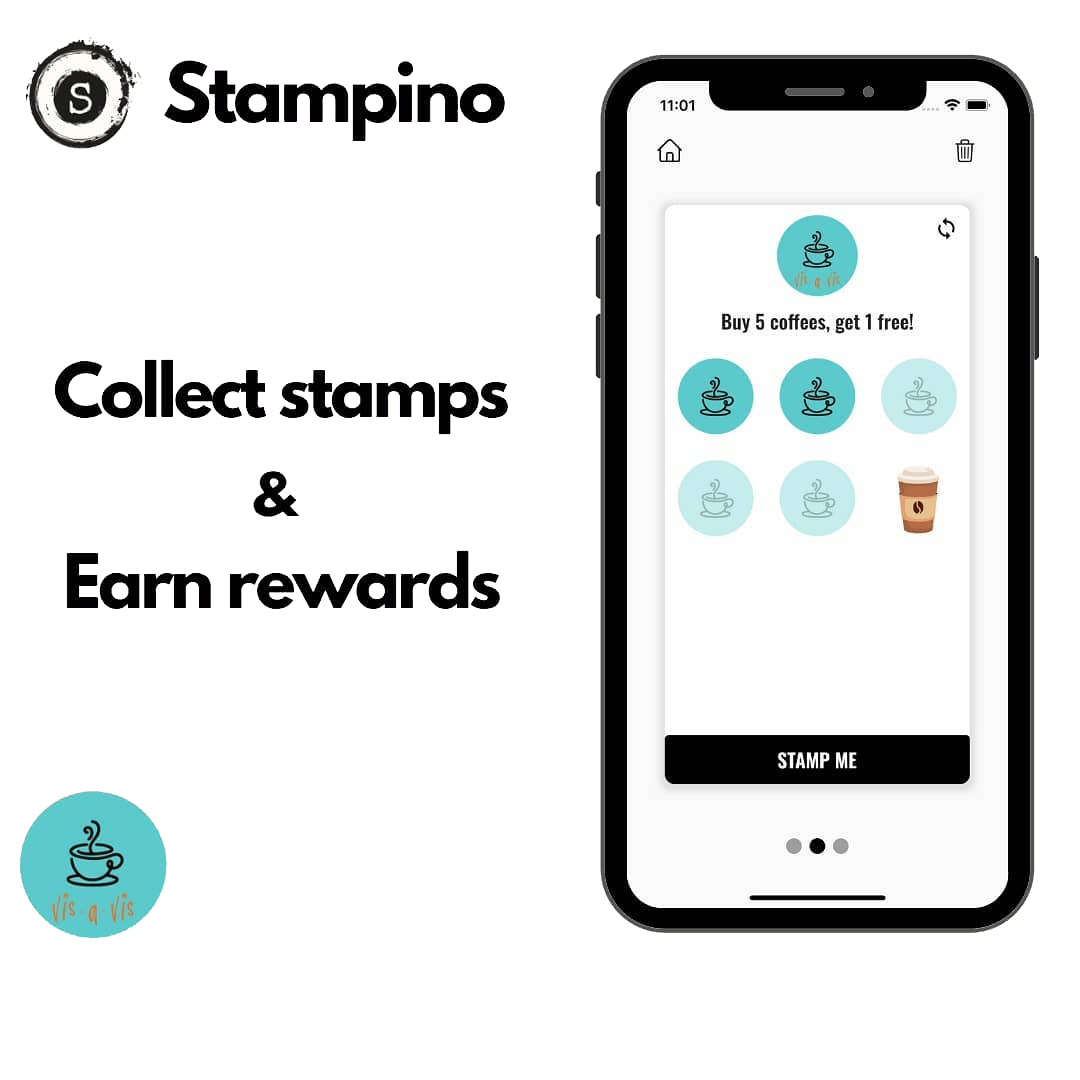 S
Stampino
Collect stamps
&
Earn rewards
vis a vis
11:01
vis a vis
Buy 5 coffees, get 1 free!
STAMP ME